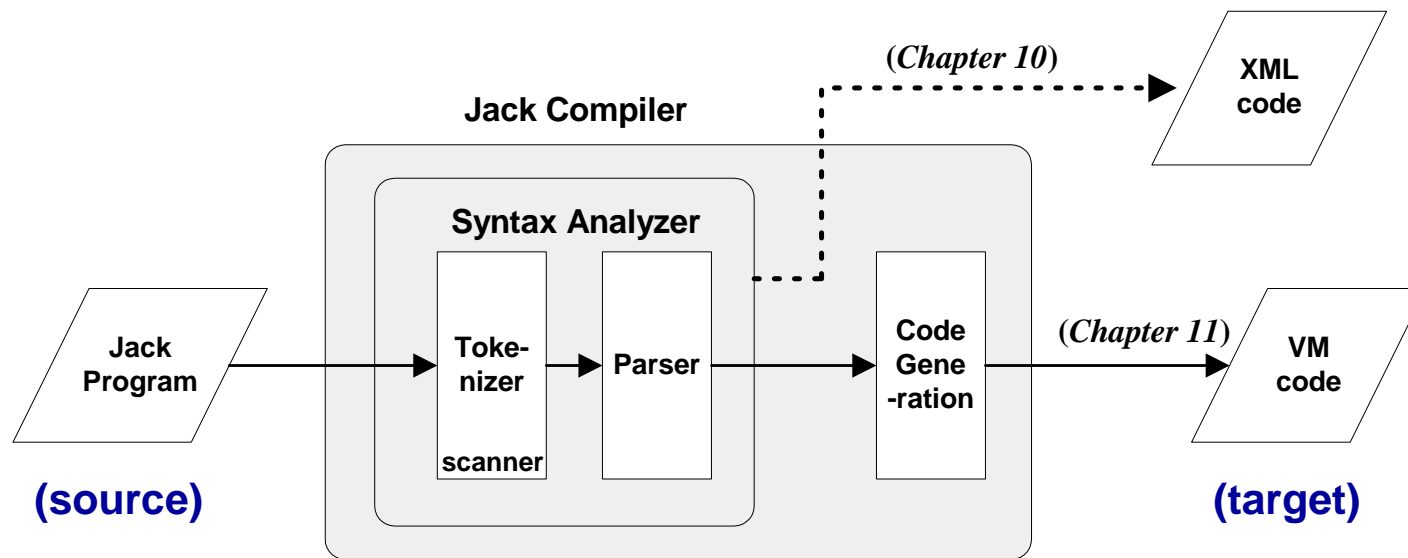 (Chapter 10)
XML
code
Jack Compiler
Syntax Analyzer
Jack
Program
Toke-
nizer
scanner
Parser
Code
Gene
-ration
(Chapter 11)
VM
code
(source)
(target)